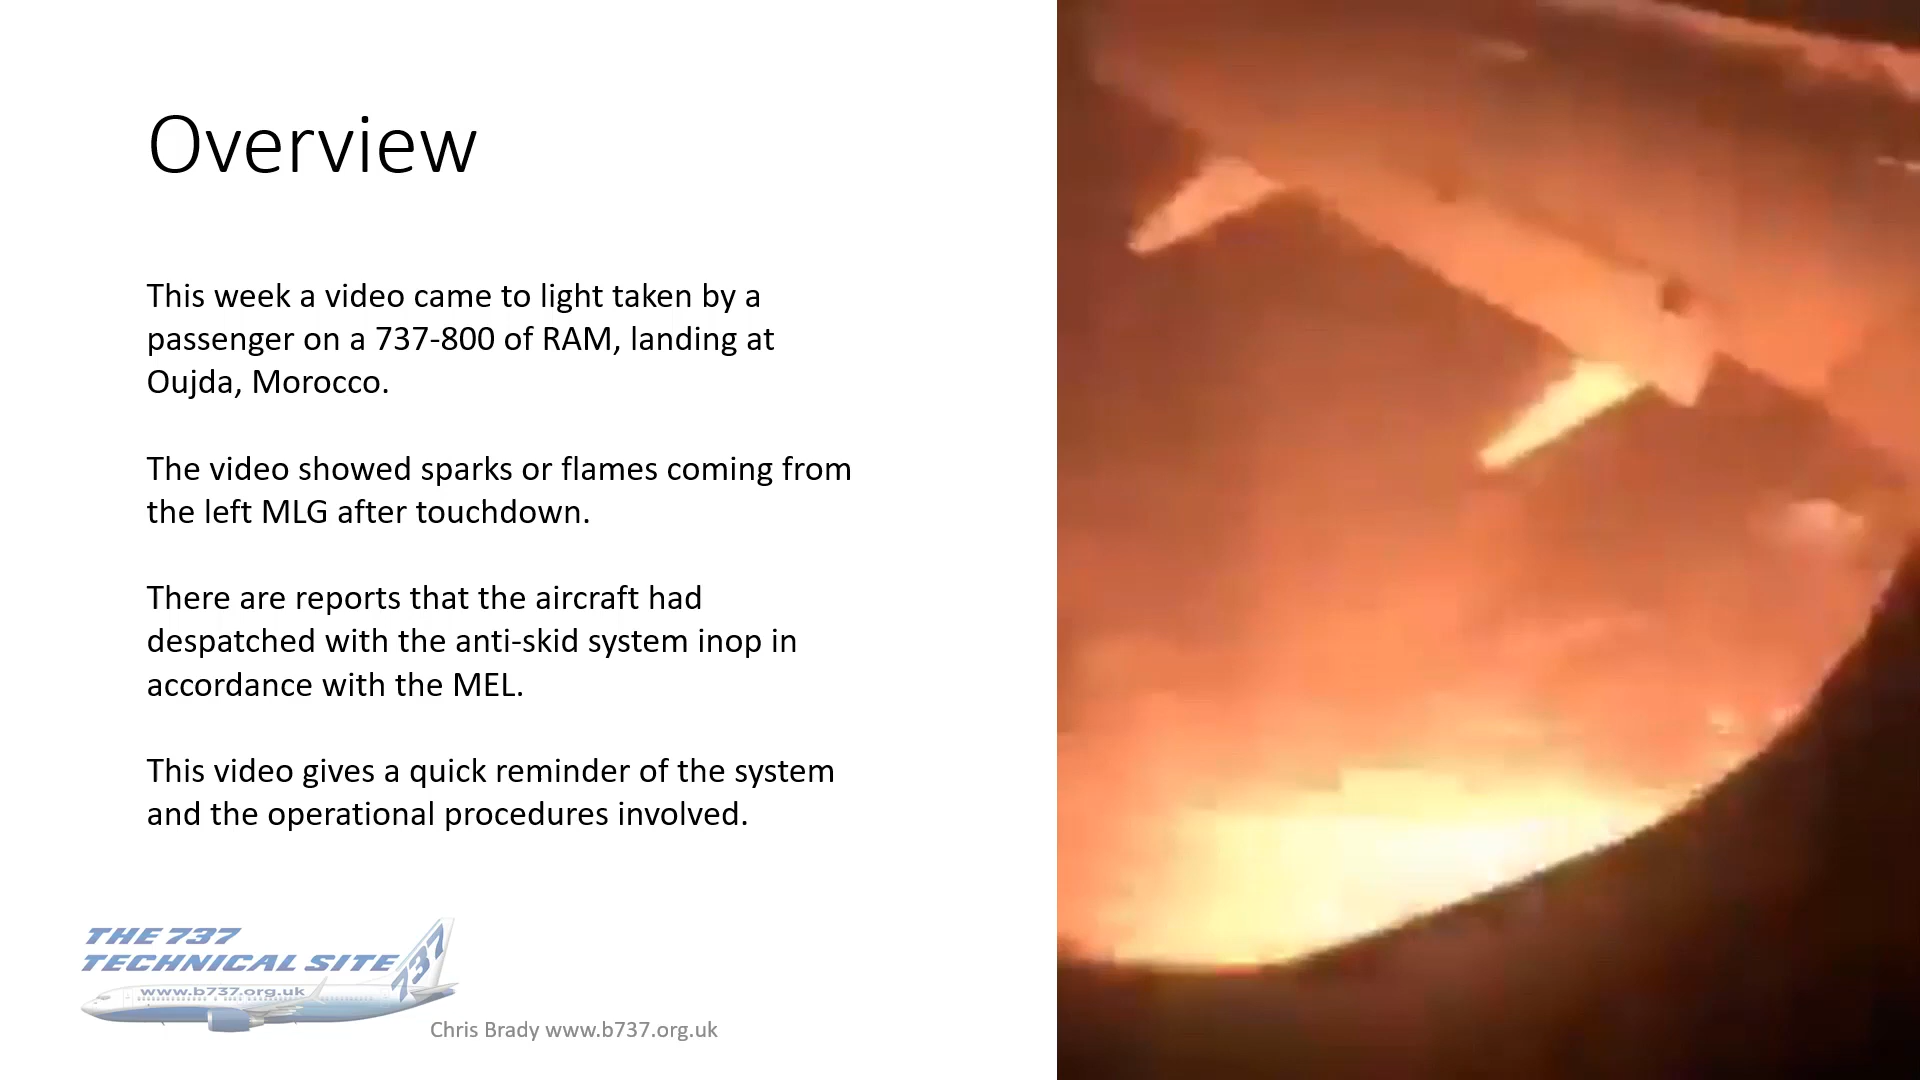 Overview
This week a video came to light taken by a
passenger on a 737-800 of RAM, landing at
Oujda, Morocco.
The video showed sparks or flames coming from
the left MLG after touchdown.
There are reports that the aircraft had
despatched with the anti-skid system inop in
accordance with the MEL.
This video gives a quick reminder of the system
and the operational procedures involved.
THE 737
TECHNICAL SITE
737
www.b737.org.uk
Chris Brady www.b737.org.uk